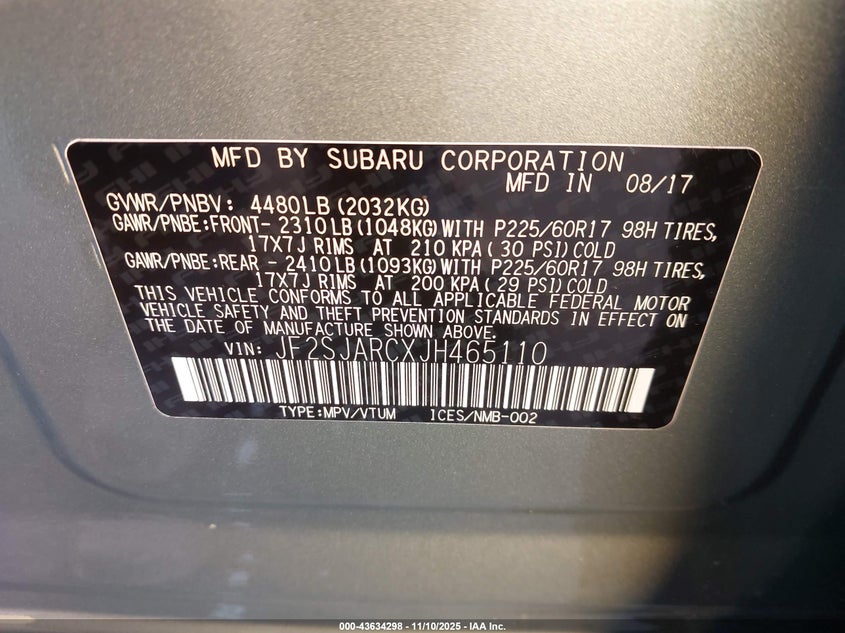 MFD BY SUBARU CORPORATION
MFD IN 08/17
GVWR/PNBV: 4480LB(2032KG)
GAWR/PNBE:FRONT- 2310LB(1048KG)WITH P225/60R17 98H TIRES,
17X7J RIMS AT 210 KPA(30 PSI)COLD
GAWR/PNBE:REAR - 2410LB(1093KG)WITH P225/60R17 98H TIRES,
17X7J RIMS AT 200 KPA(29 PSI)COLD
THIS VEHICLE CONFORMS TO ALL APPLICABLE FEDERAL MOTOR
VEHICLE SAFETY AND THEFT PREVENTION STANDARDS IN EFFECT ON
THE DATE OF MANUFACTURE SHOWN ABOVE.
VIN: JF2SJARCXJH465110
TYPE:MPV/VTUM ICES/NMB-002
000-43634298 - 11/10/2025 - IAA Inc.